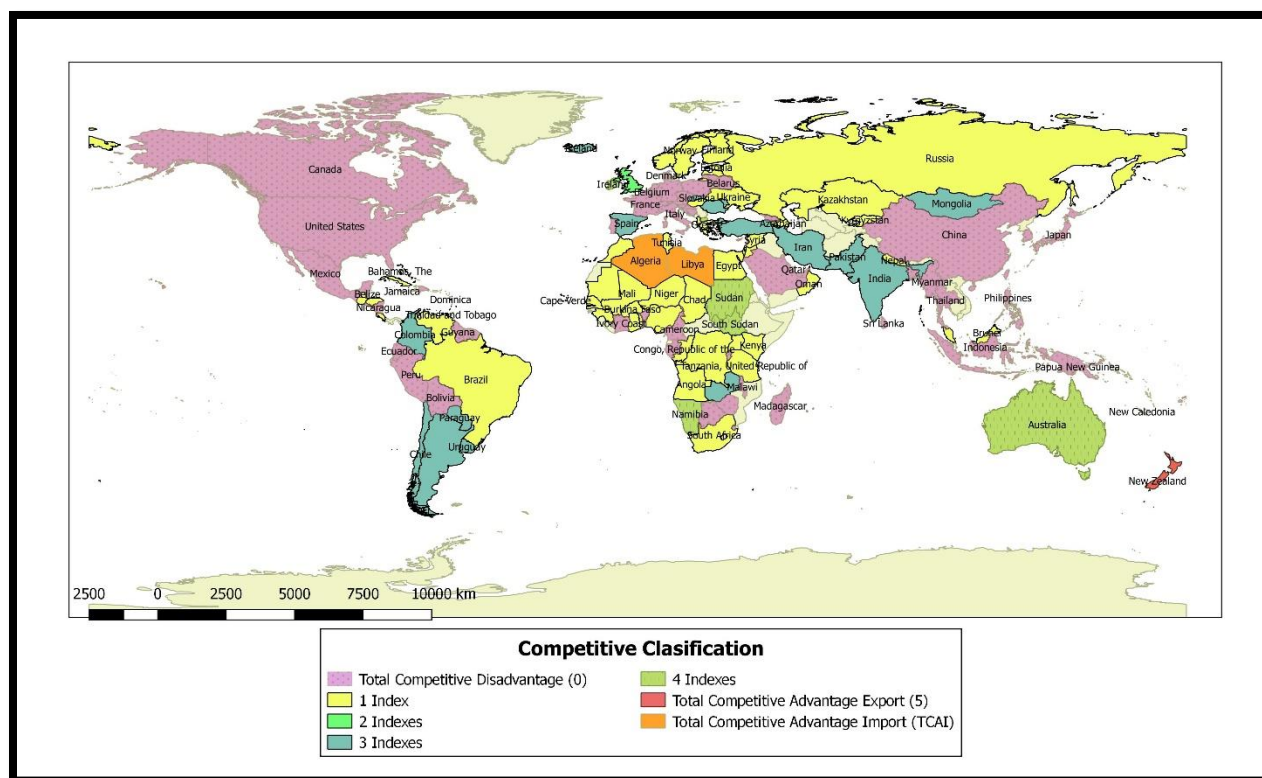 Iceland
Norway
Finland
Russia
Canada
Estonia
Denmark
Ireland
Belarus
Belgium
Slovakia
Ukraine
Kazakhstan
Mongolia
France
United States
Italy
Spain
Azerbaijan
Kyrgyzstan
China
Japan
Tunisia
Syria
Iran
Mexico
Algeria
Libya
Egypt
Pakistan
Nepal
Bahamas, The
Qatar
India
Myanmar
Oman
Belize
Jamaica
Dominica
Cape Verde
Mali
Niger
Chad
Sudan
Thailand
Philippines
Nicaragua
Trinidad and Tobago
Burkina Faso
Ivory Coast
Sri Lanka
Colombia
Guyana
Cameroon
South Sudan
Brunei
Ecuador
Congo, Republic of the
Kenya
Indonesia
Peru
Brazil
Tanzania, United Republic of
Papua New Guinea
Angola
Malawi
Bolivia
Madagascar
Namibia
New Caledonia
Paraguay
Australia
South Africa
Uruguay
Chile
New Zealand
2500 0 2500 5000 7500 10000 km
Competitive Clasification
Total Competitive Disadvantage (0)
1 Index
2 Indexes
3 Indexes
4 Indexes
Total Competitive Advantage Export (5)
Total Competitive Advantage Import (TCAI)